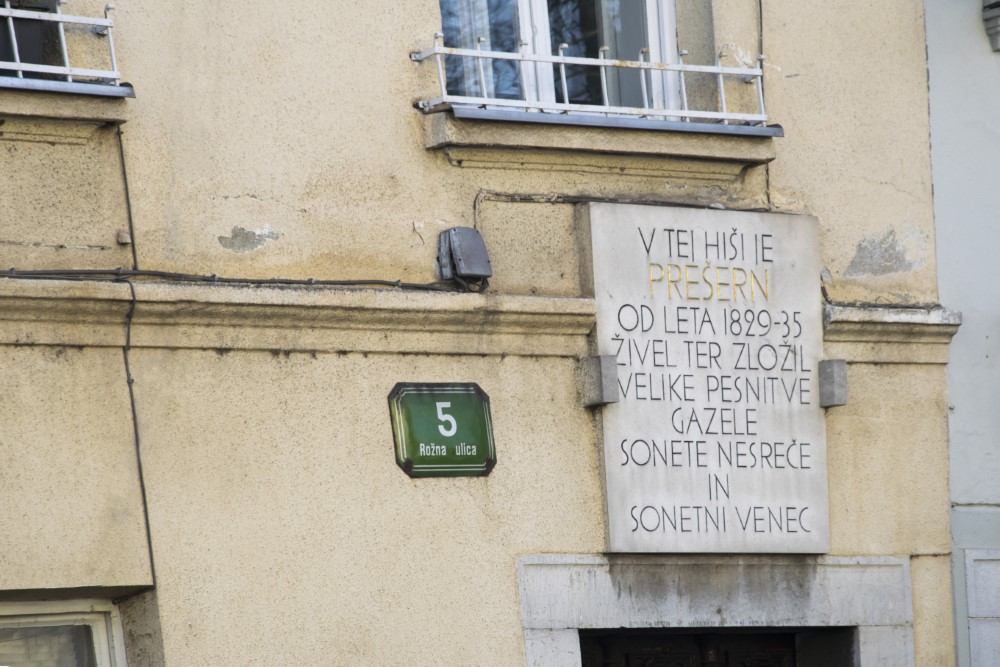 V TEJ HIŠI JE
PREŠERN
OD LETA 1829-35
ŽIVEL TER ZLOŽIL
VELIKE PESNITVE
GAZELE
SONETE NESREČE
IN
SONETNI VENEC
5
Rožna ulica